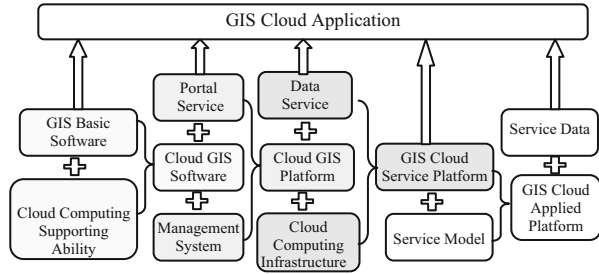 GIS Cloud Application
Portal
Service
Data
Service
GIS Basic
Software
Service Data
Cloud GIS
Software
Cloud GIS
Platform
GIS Cloud
Service Platform
Cloud Computing
Supporting
Ability
Management
System
Cloud
Computing
Infrastructure
Service Model
GIS Cloud
Applied
Platform